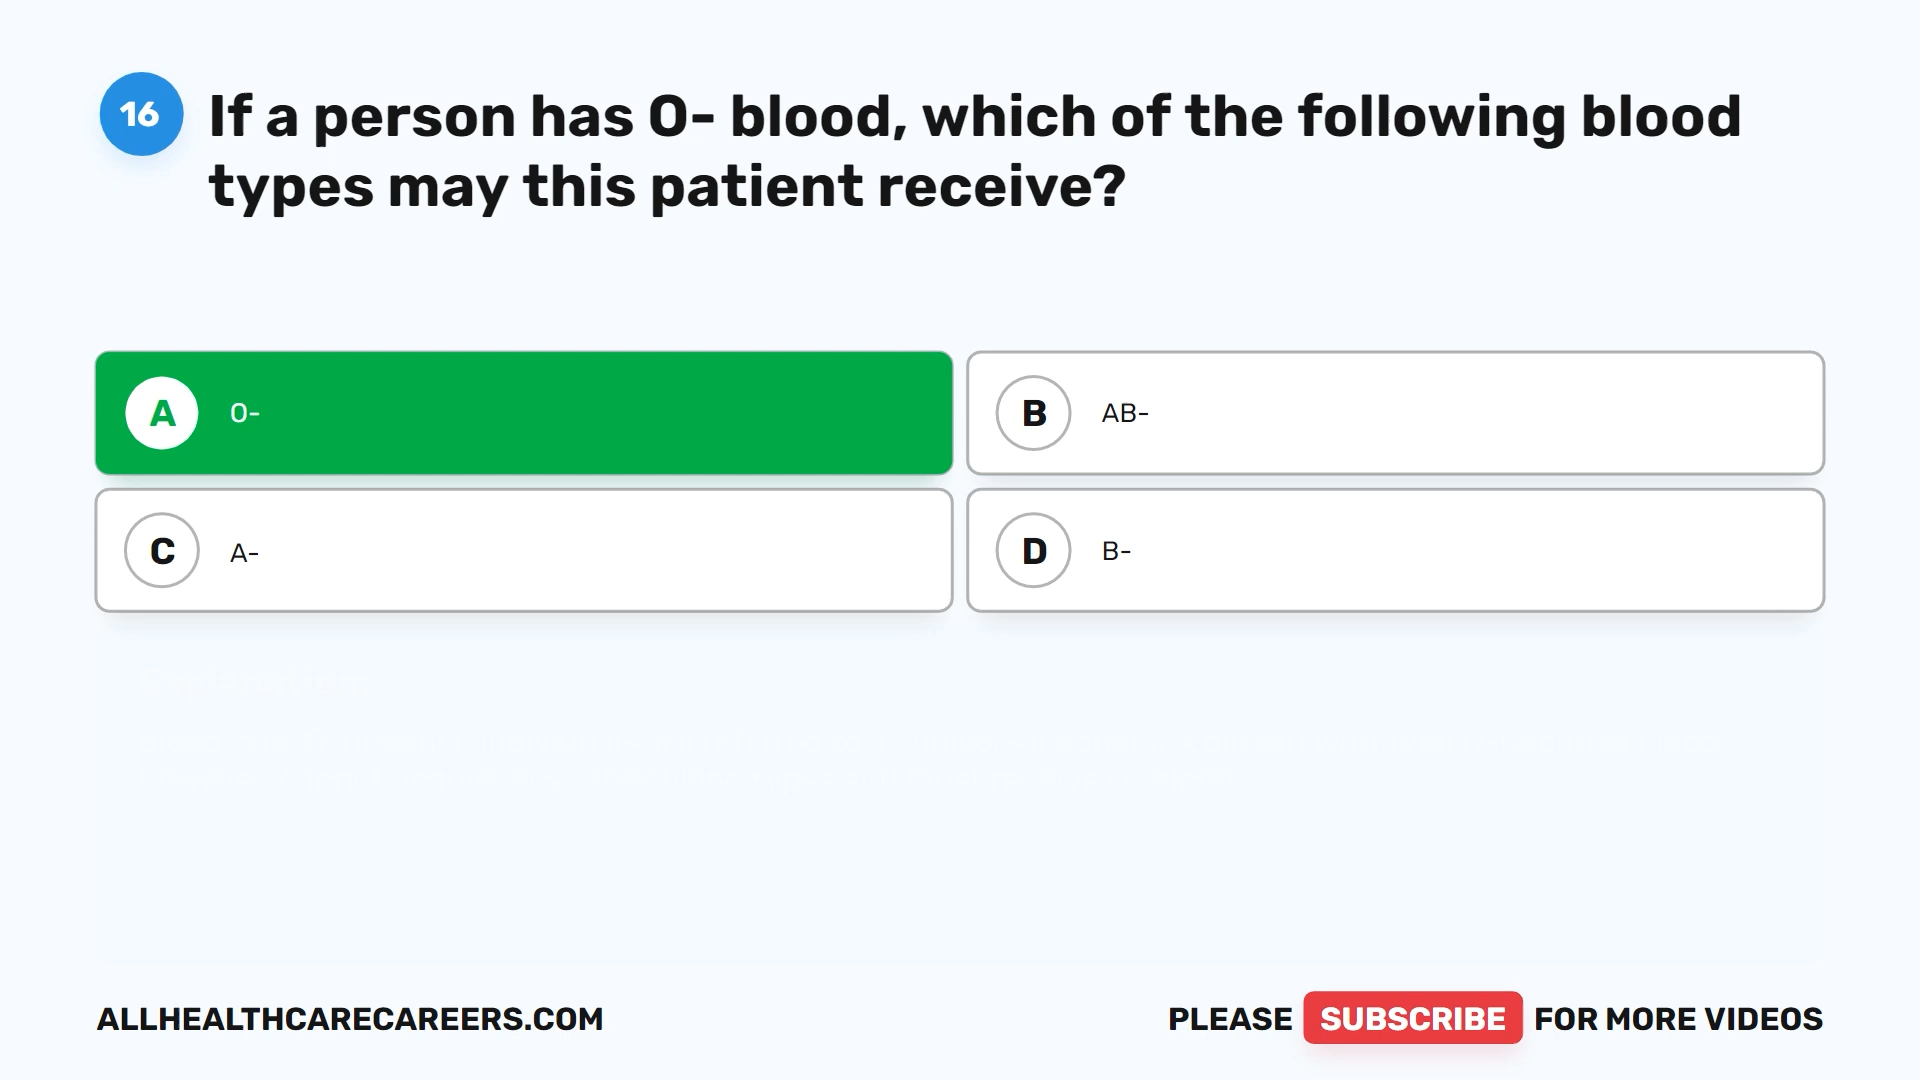 16
If a person has O- blood, which of the following blood
types may this patient receive?
A
O-
B
AB-
C
A-
D
B-
ALLHEALTHCARECAREERS.COM
PLEASE SUBSCRIBE FOR MORE VIDEOS